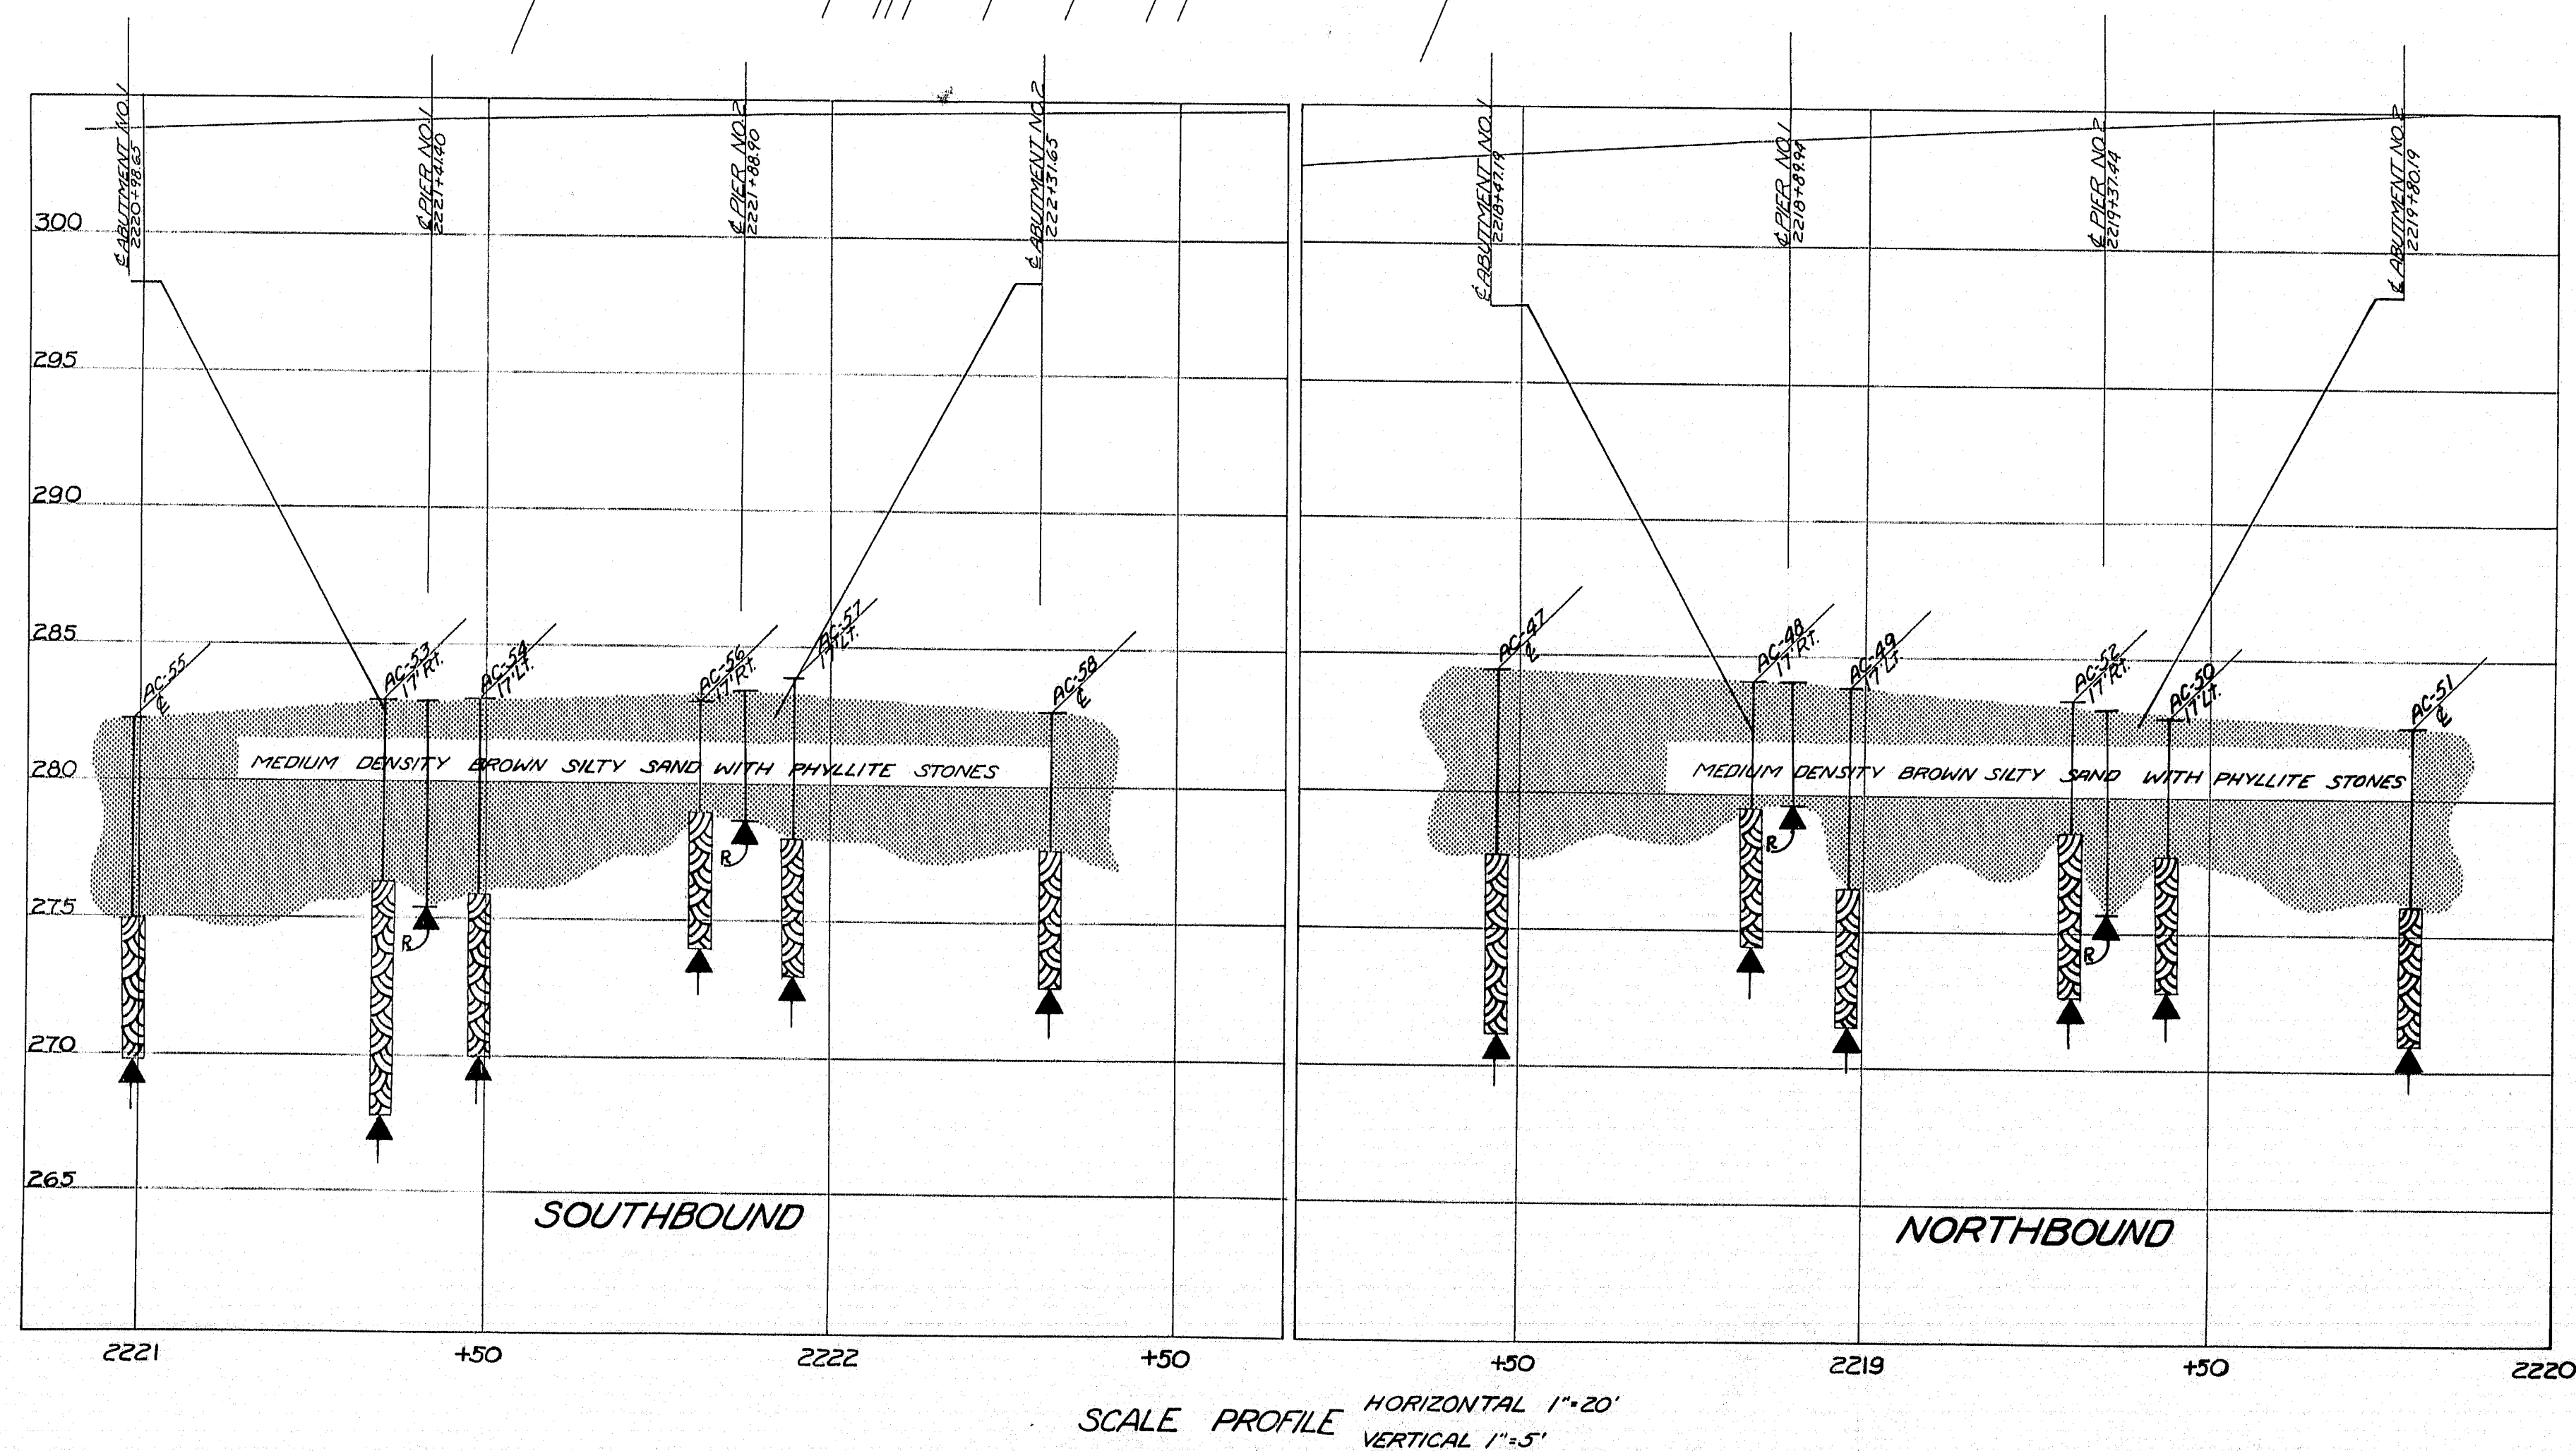 ℄ ABUTMENT NO. 1
2220+98.65
℄ PIER NO. 1
2221+41.40
℄ PIER NO. 2
2221+88.90
℄ ABUTMENT NO. 2
2222+31.65
℄ ABUTMENT NO. 1
2218+47.19
℄ PIER NO. 1
2218+89.94
℄ PIER NO. 2
2219+37.44
℄ ABUTMENT NO. 2
2219+80.19
300
295
290
285
280
275
270
265
AC-55
℄
AC-53
17' Rt.
AC-54
17' Lt.
AC-56
17' Rt.
AC-57
17' Lt.
AC-58
℄
AC-47
℄
AC-48
17' Rt.
AC-49
17' Lt.
AC-52
17' Rt.
AC-50
17' Lt.
AC-51
℄
MEDIUM DENSITY BROWN SILTY SAND WITH PHYLLITE STONES
MEDIUM DENSITY BROWN SILTY SAND WITH PHYLLITE STONES
R
R
R
R
SOUTHBOUND
NORTHBOUND
2221 +50 2222 +50 +50 2219 +50 2220
SCALE PROFILE
HORIZONTAL 1"=20'
VERTICAL 1"=5'